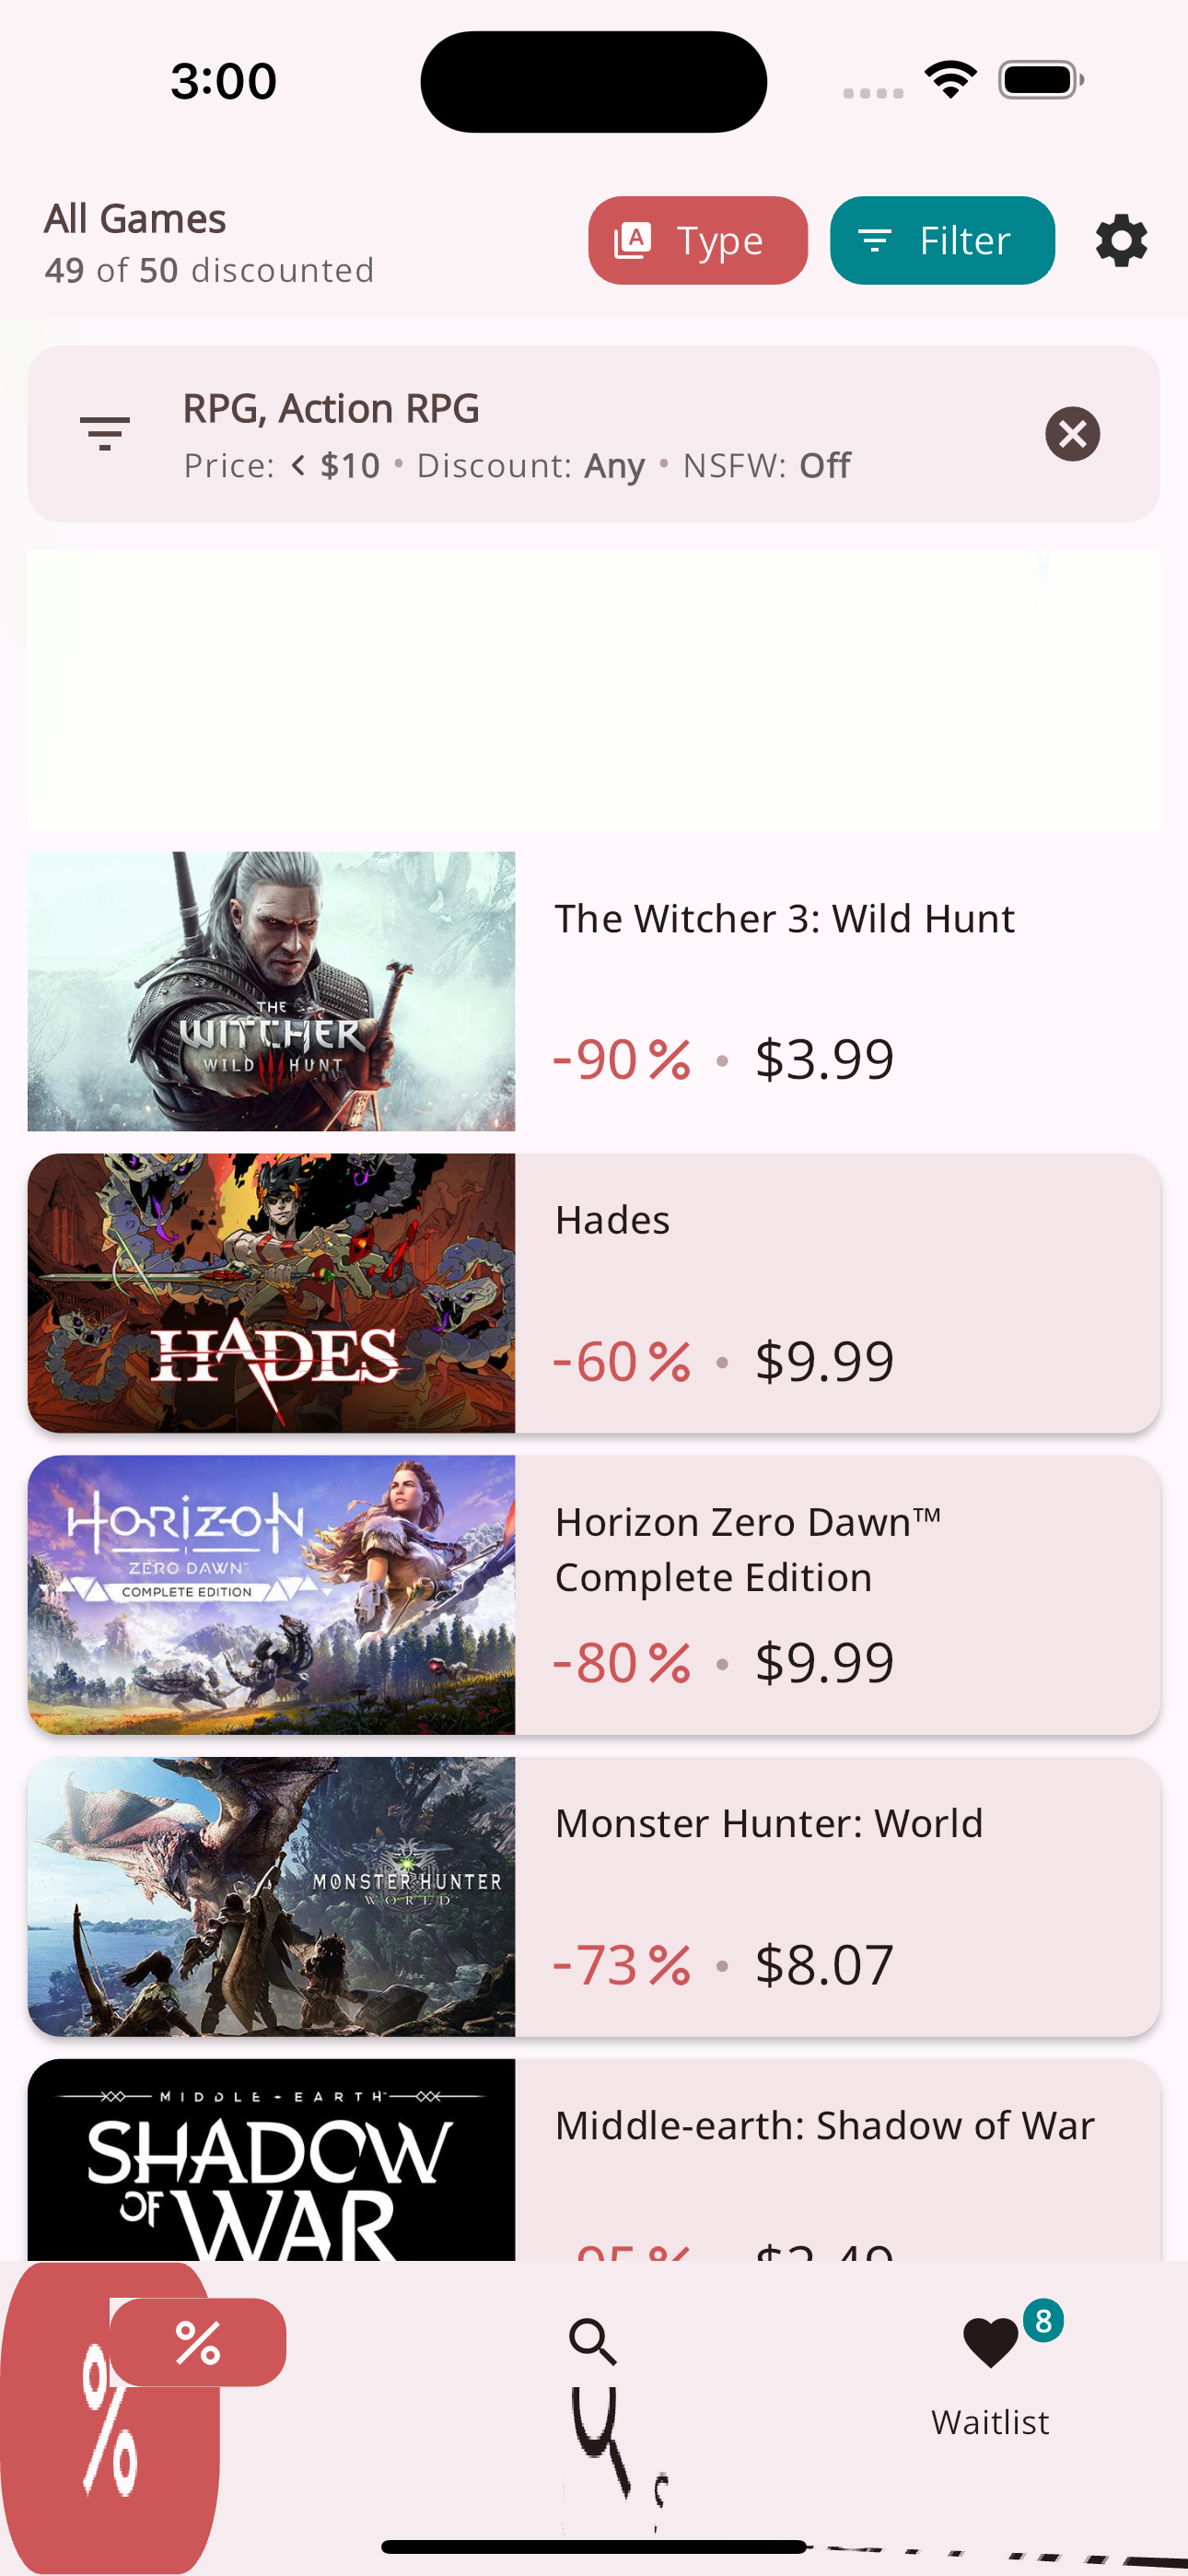 3:00
All Games
49 of 50 discounted
Type
Filter
RPG, Action RPG
Price: < $10 • Discount: Any • NSFW: Off
THE
WITCHER
WILD HUNT
The Witcher 3: Wild Hunt
-90% • $3.99
HADES
Hades
-60% • $9.99
HORIZON
ZERO DAWN™
COMPLETE EDITION
Horizon Zero Dawn™
Complete Edition
-80% • $9.99
MONSTER HUNTER
WORLD
Monster Hunter: World
-73% • $8.07
MIDDLE-EARTH™
SHADOW
OF WAR
Middle-earth: Shadow of War
%
%
8
Waitlist